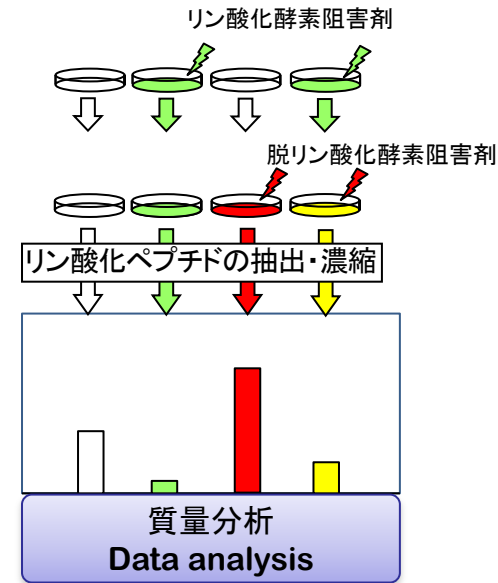 リン酸化酵素阻害剤
脱リン酸化酵素阻害剤
リン酸化ペプチドの抽出・濃縮
質量分析
Data analysis